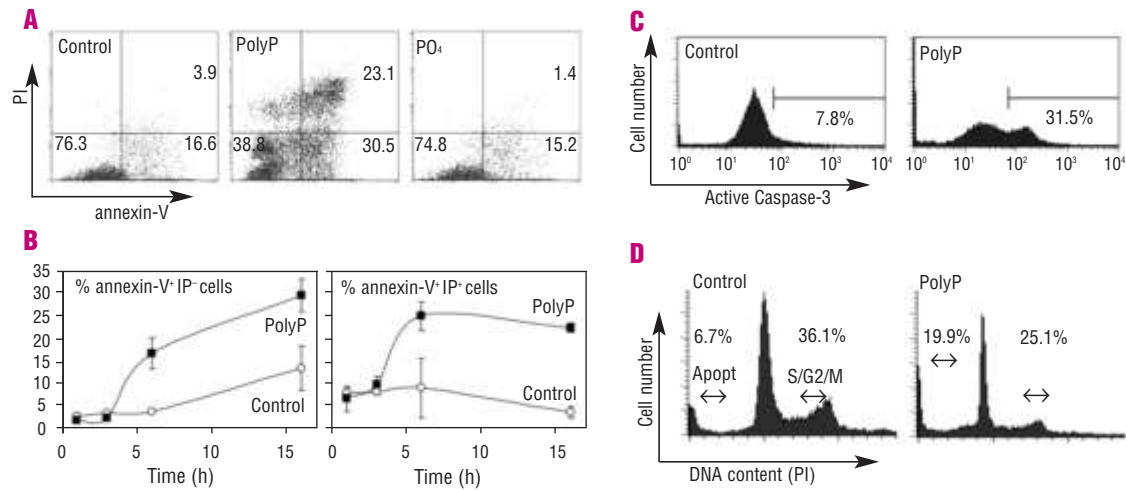 A
Control
3.9
76.3
16.6
PolyP
23.1
38.8
30.5
PO₄
1.4
74.8
15.2
PI
annexin-V
B
35
30
25
20
15
10
5
0
% annexin-V⁺ IP⁻ cells
PolyP
Control
0 5 10 15
Time (h)
% annexin-V⁺ IP⁺ cells
PolyP
Control
0 5 10 15
Time (h)
C
Cell number
Control
7.8%
10⁰ 10¹ 10² 10³ 10⁴
PolyP
31.5%
10⁰ 10¹ 10² 10³ 10⁴
Active Caspase-3
D
Cell number
Control
6.7%
36.1%
Apopt
S/G2/M
PolyP
19.9%
25.1%
DNA content (PI)